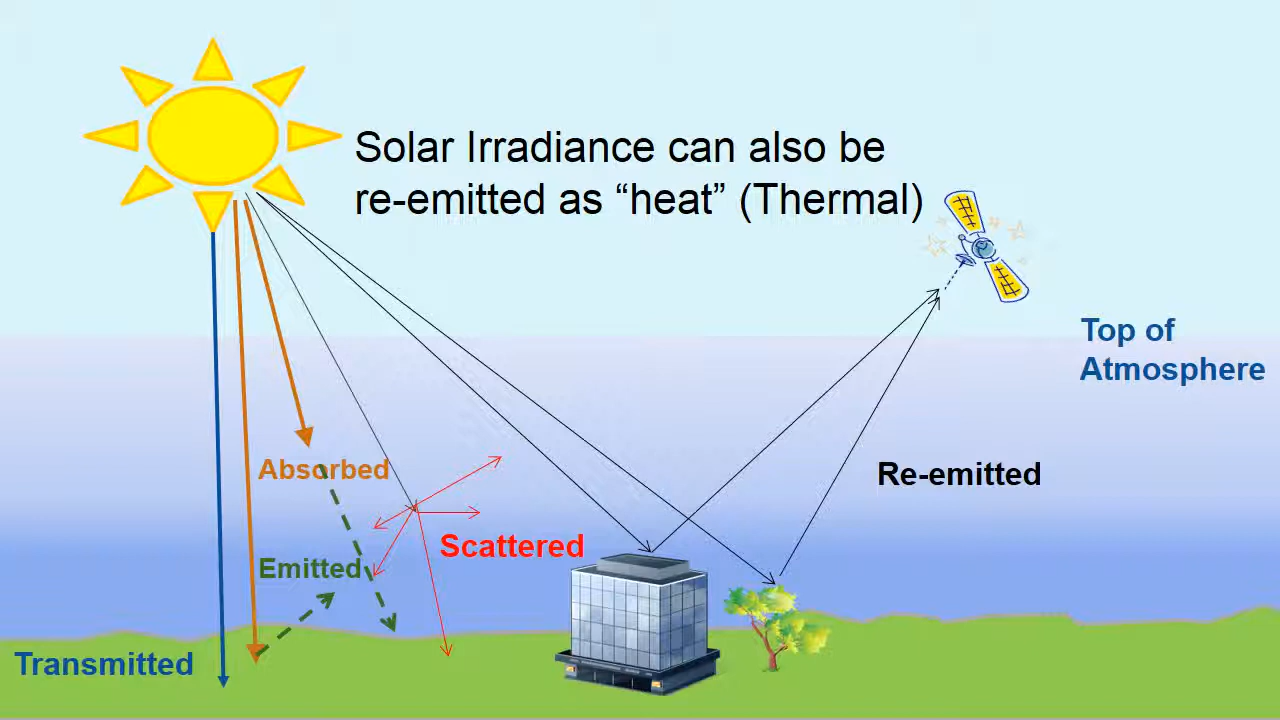 Solar Irradiance can also be
re-emitted as “heat” (Thermal)
Top of
Atmosphere
Absorbed
Re-emitted
Scattered
Emitted
Transmitted